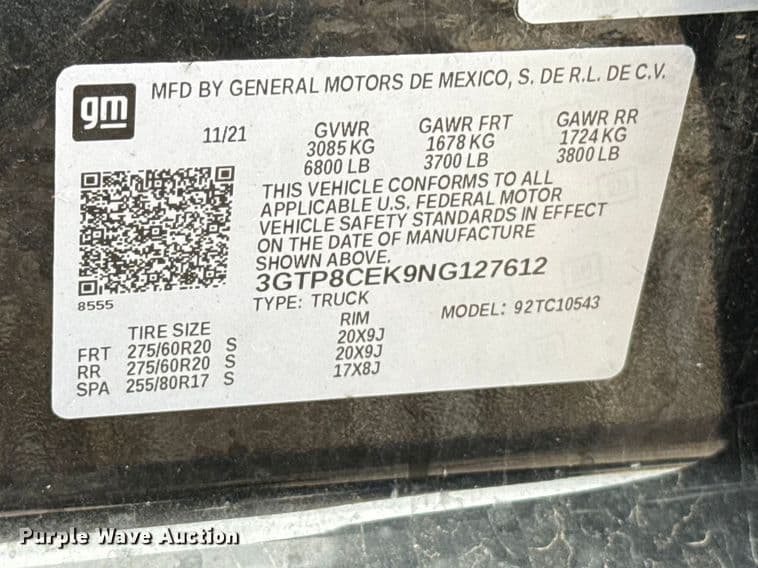 gm
MFD BY GENERAL MOTORS DE MEXICO, S. DE R.L. DE C.V.
11/21 GVWR GAWR FRT GAWR RR
3085 KG 1678 KG 1724 KG
6800 LB 3700 LB 3800 LB
THIS VEHICLE CONFORMS TO ALL
APPLICABLE U.S. FEDERAL MOTOR
VEHICLE SAFETY STANDARDS IN EFFECT
ON THE DATE OF MANUFACTURE
SHOWN ABOVE.
3GTP8CEK9NG127612
8555
TYPE: TRUCK MODEL: 92TC10543
TIRE SIZE RIM
FRT 275/60R20 S 20X9J
RR 275/60R20 S 20X9J
SPA 255/80R17 S 17X8J
Purple Wave Auction